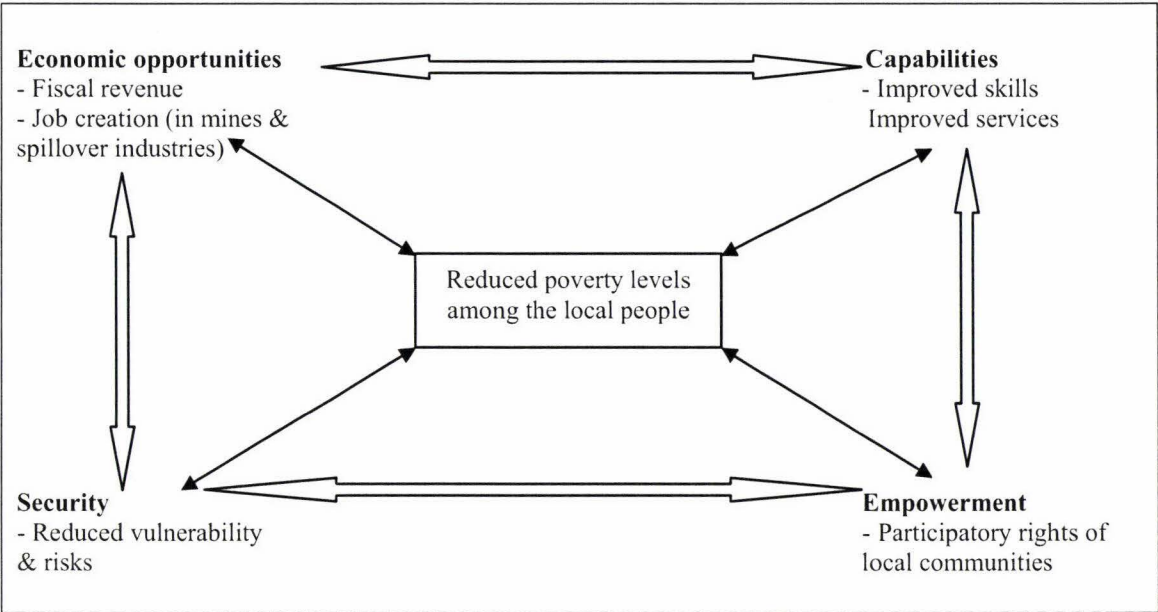 Economic opportunities
- Fiscal revenue
- Job creation (in mines &
spillover industries)
Capabilities
- Improved skills
Improved services
Reduced poverty levels
among the local people
Security
- Reduced vulnerability
& risks
Empowerment
- Participatory rights of
local communities